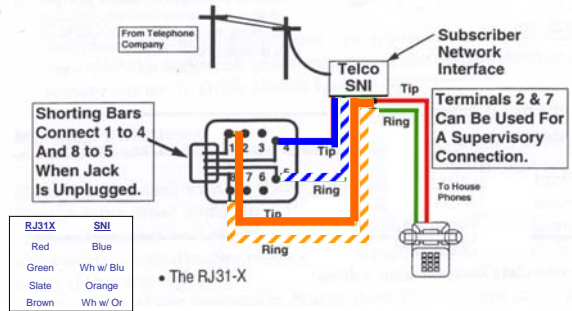 From Telephone
Company
Subscriber
Network
Interface
Telco
SNI
Tip
Ring
Terminals 2 & 7
Can Be Used For
A Supervisory
Connection.
Shorting Bars
Connect 1 to 4
And 8 to 5
When Jack
Is Unplugged.
1 2 3 4
Tip
8 7 6 5
Ring
Tip
Ring
To House
Phones
RJ31X SNI
Red Blue
Green Wh w/ Blu
Slate Orange
Brown Wh w/ Or
• The RJ31-X